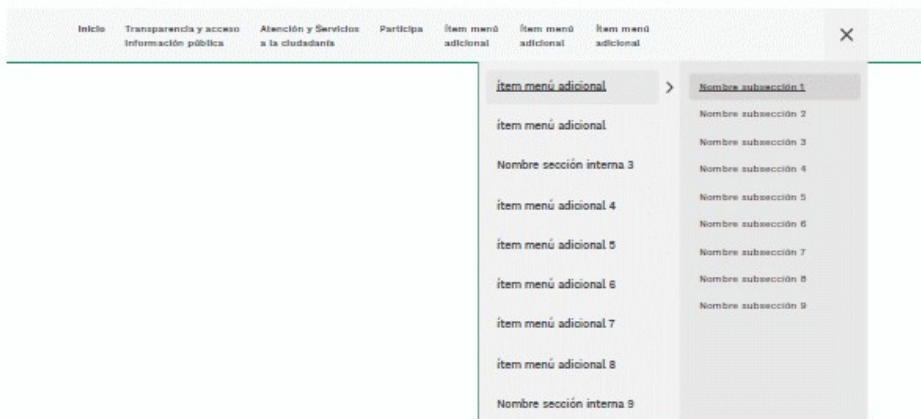 Inicio
Transparencia y acceso
Información pública
Atención y Servicios
a la ciudadanía
Participa
Ítem menú
adicional
Ítem menú
adicional
Ítem menú
adicional
ítem menú adicional
ítem menú adicional
Nombre sección interna 3
ítem menú adicional 4
ítem menú adicional 5
ítem menú adicional 6
ítem menú adicional 7
ítem menú adicional 8
Nombre sección interna 9
Nombre subsección 1
Nombre subsección 2
Nombre subsección 3
Nombre subsección 4
Nombre subsección 5
Nombre subsección 6
Nombre subsección 7
Nombre subsección 8
Nombre subsección 9